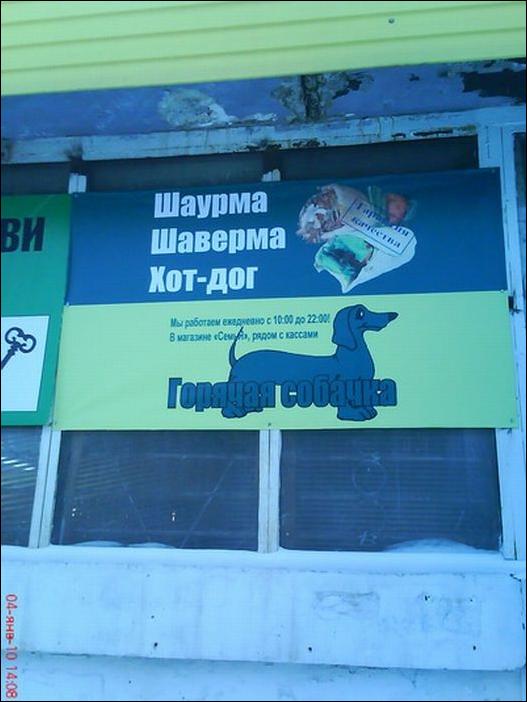 ВИ
Шаурма
Шаверма
Хот-дог
Гарантия
качества
Мы работаем ежедневно с 10:00 до 22:00!
В магазине «Семья», рядом с кассами
Горячая собачка
04-янв-10 14:08